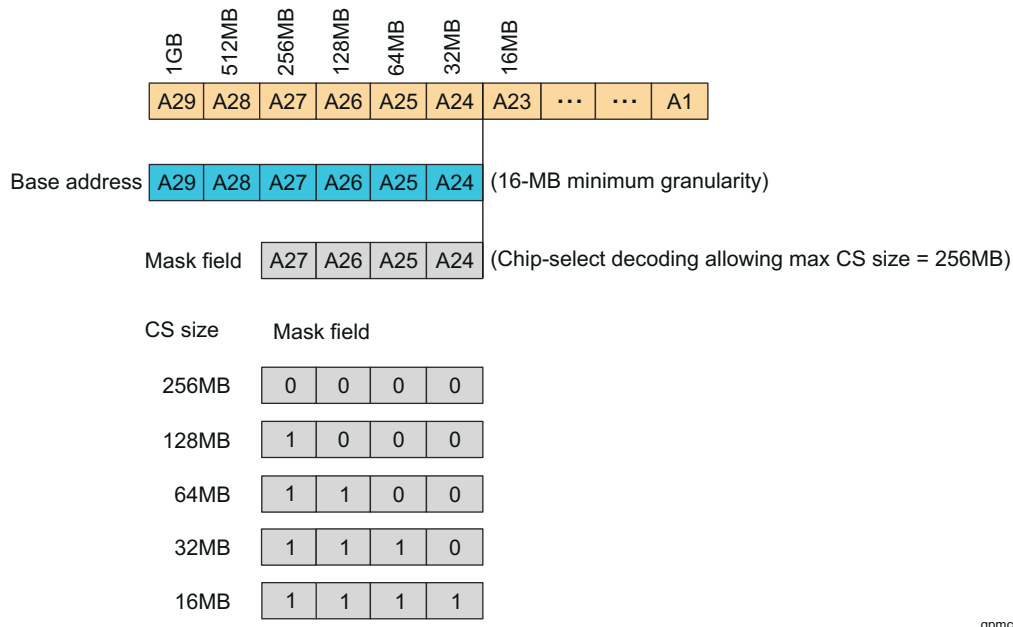 1GB 512MB 256MB 128MB 64MB 32MB 16MB
A29 A28 A27 A26 A25 A24 A23 ... ... A1
Base address A29 A28 A27 A26 A25 A24 (16-MB minimum granularity)
Mask field A27 A26 A25 A24 (Chip-select decoding allowing max CS size = 256MB)
CS size Mask field
256MB 0 0 0 0
128MB 1 0 0 0
64MB 1 1 0 0
32MB 1 1 1 0
16MB 1 1 1 1